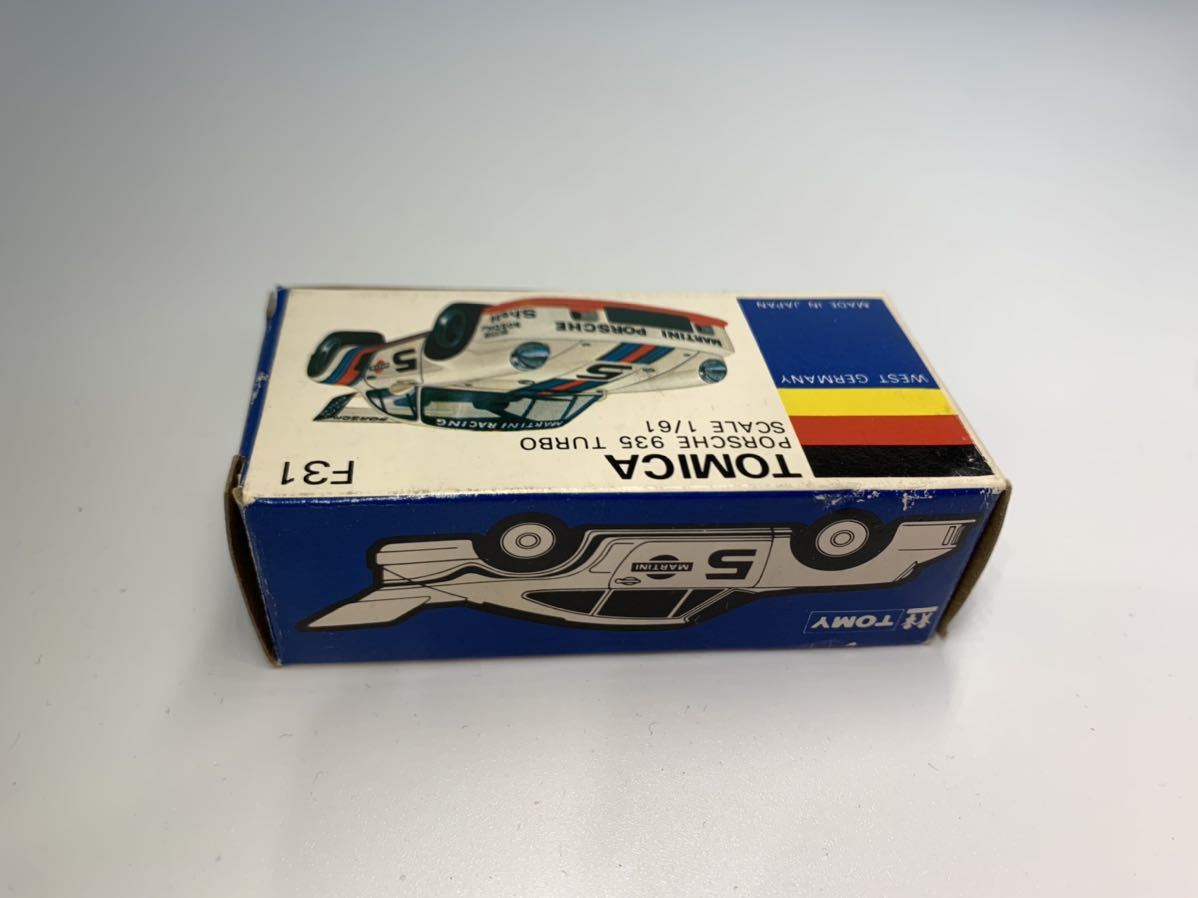 TOMICA
PORSCHE 935 TURBO
SCALE 1/61
F31
MARTINI RACING
PORSCHE
5
5
MARTINI PORSCHE
Shell
WEST GERMANY
MADE IN JAPAN
TOMY
5
MARTINI